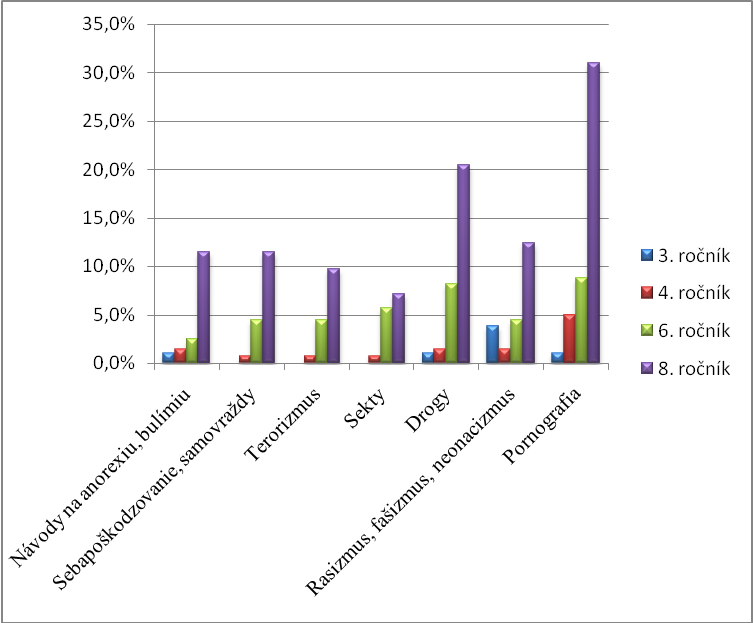 35,0%
30,0%
25,0%
20,0%
15,0%
10,0%
5,0%
0,0%
Návody na anorexiu, bulímiu
Sebapoškodzovanie, samovraždy
Terorizmus
Sekty
Drogy
Rasizmus, fašizmus, neonacizmus
Pornografia
3. ročník
4. ročník
6. ročník
8. ročník